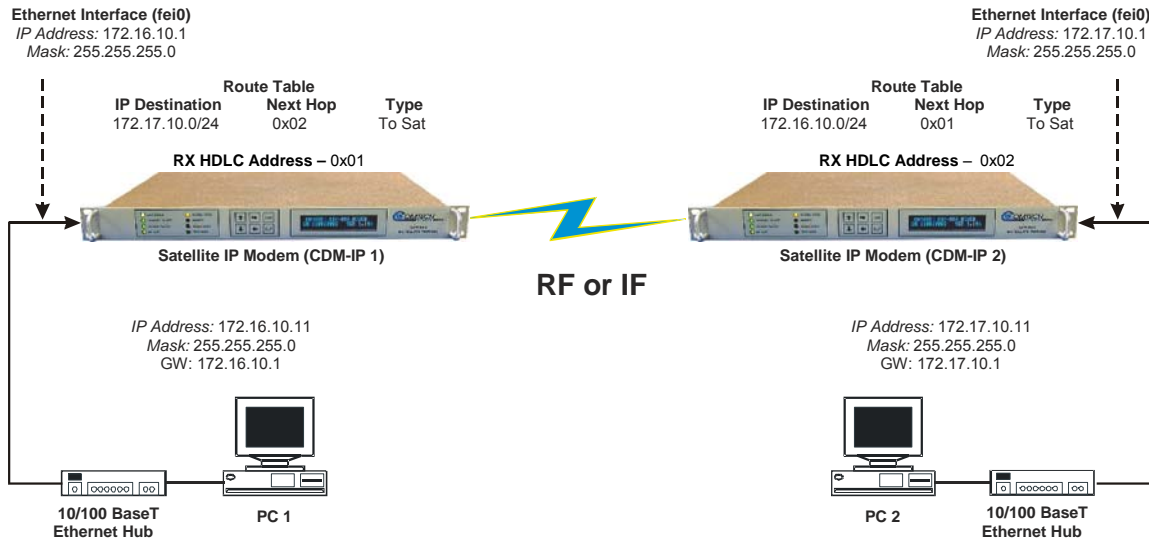 Ethernet Interface (fei0)
IP Address: 172.16.10.1
Mask: 255.255.255.0
Ethernet Interface (fei0)
IP Address: 172.17.10.1
Mask: 255.255.255.0
Route Table
IP Destination Next Hop Type
172.17.10.0/24 0x02 To Sat
Route Table
IP Destination Next Hop Type
172.16.10.0/24 0x01 To Sat
RX HDLC Address – 0x01
RX HDLC Address – 0x02
Satellite IP Modem (CDM-IP 1)
Satellite IP Modem (CDM-IP 2)
RF or IF
IP Address: 172.16.10.11
Mask: 255.255.255.0
GW: 172.16.10.1
IP Address: 172.17.10.11
Mask: 255.255.255.0
GW: 172.17.10.1
10/100 BaseT
Ethernet Hub
PC 1
PC 2
10/100 BaseT
Ethernet Hub